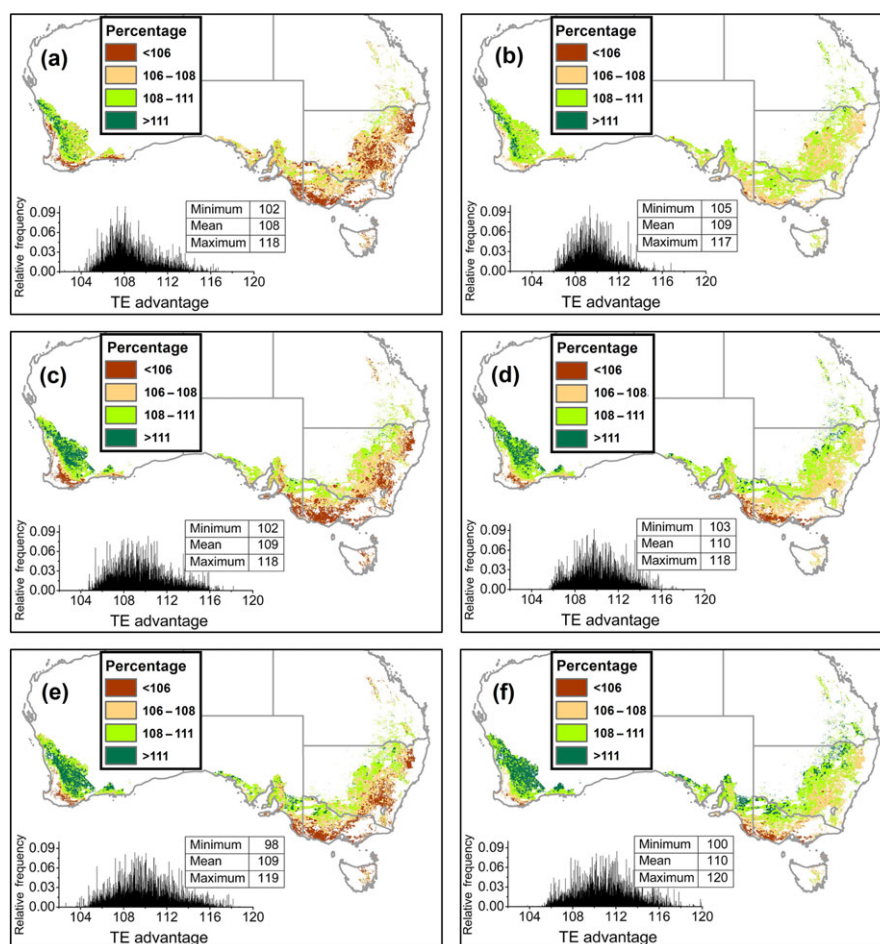 (a)
Percentage
<106
106 – 108
108 – 111
>111
Relative frequency
0.09
0.06
0.03
0.00
104 108 112 116 120
TE advantage
Minimum 102
Mean 108
Maximum 118
(b)
Percentage
<106
106 – 108
108 – 111
>111
Relative frequency
0.09
0.06
0.03
0.00
104 108 112 116 120
TE advantage
Minimum 105
Mean 109
Maximum 117
(c)
Percentage
<106
106 – 108
108 – 111
>111
Relative frequency
0.09
0.06
0.03
0.00
104 108 112 116 120
TE advantage
Minimum 102
Mean 109
Maximum 118
(d)
Percentage
<106
106 – 108
108 – 111
>111
Relative frequency
0.09
0.06
0.03
0.00
104 108 112 116 120
TE advantage
Minimum 103
Mean 110
Maximum 118
(e)
Percentage
<106
106 – 108
108 – 111
>111
Relative frequency
0.09
0.06
0.03
0.00
104 108 112 116 120
TE advantage
Minimum 98
Mean 109
Maximum 119
(f)
Percentage
<106
106 – 108
108 – 111
>111
Relative frequency
0.09
0.06
0.03
0.00
104 108 112 116 120
TE advantage
Minimum 100
Mean 110
Maximum 120